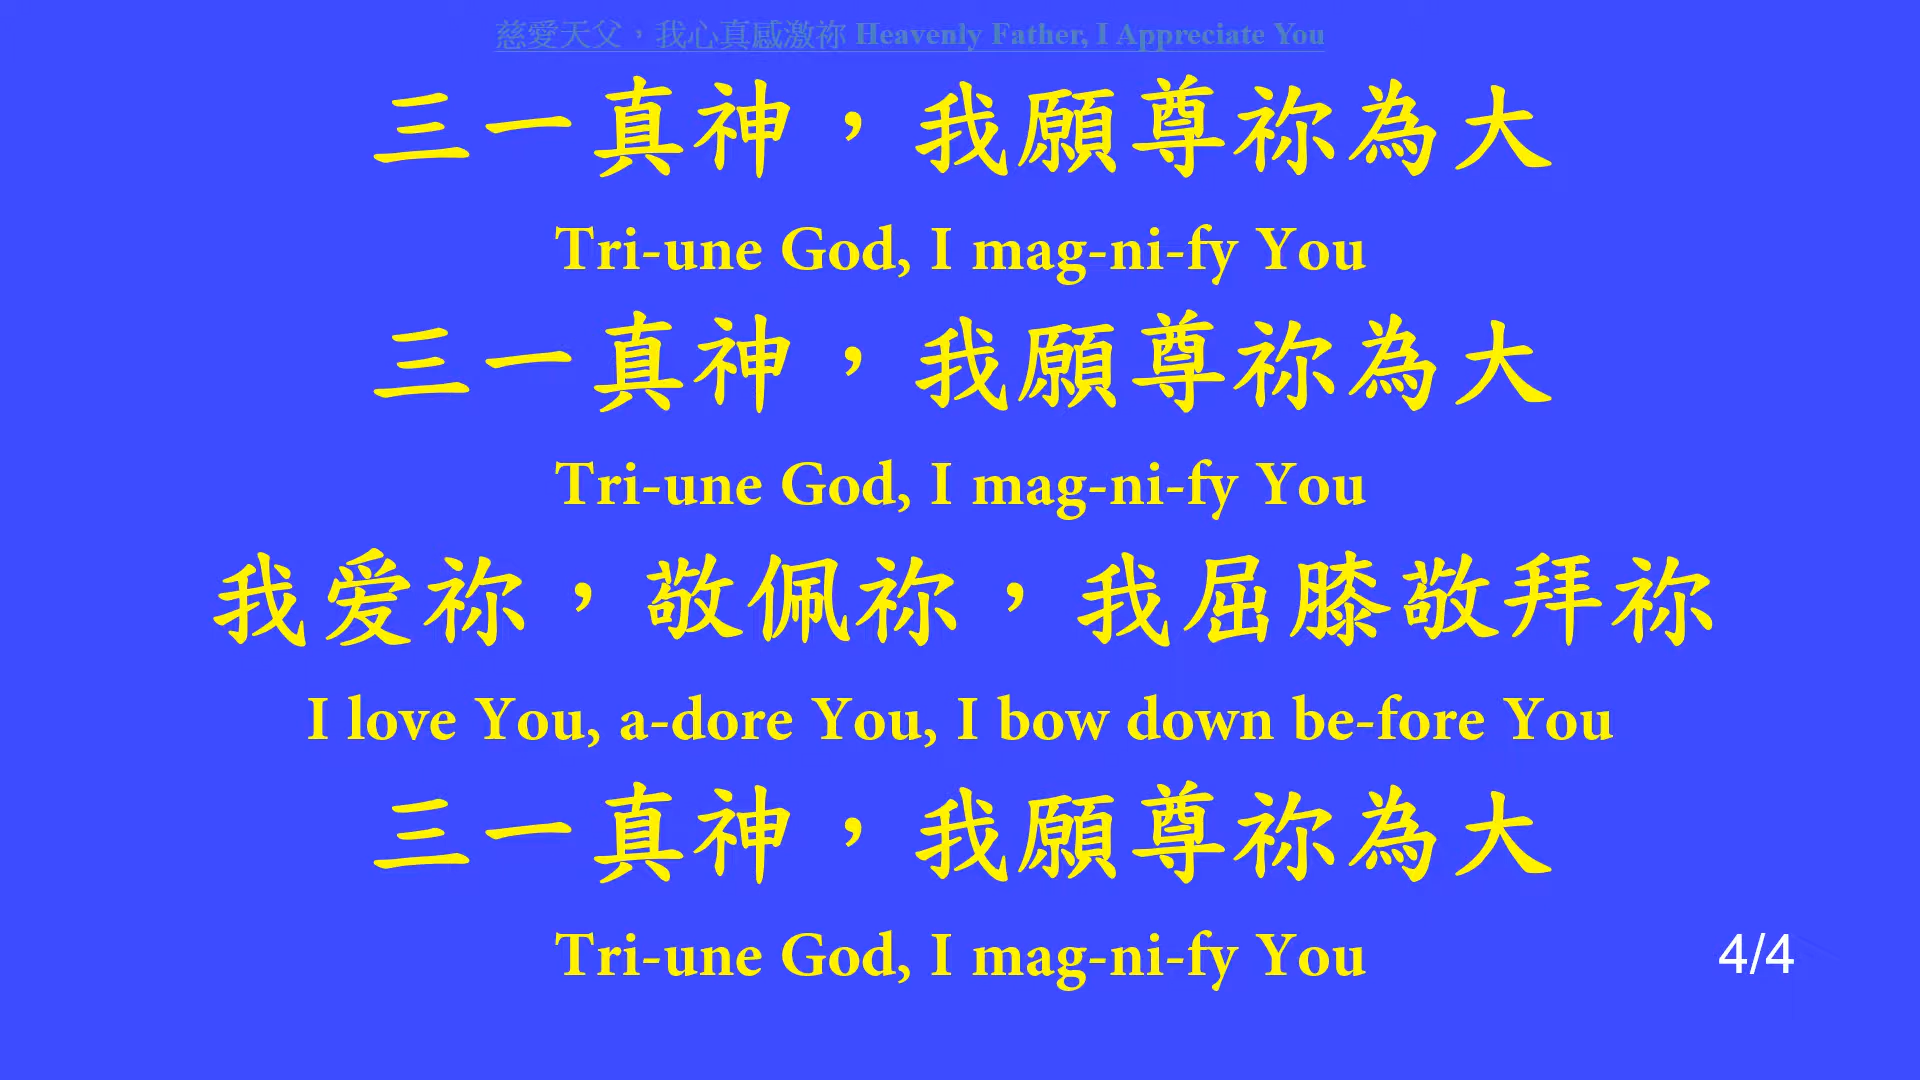 慈愛天父，我心真感激祢 Heavenly Father, I Appreciate You
三一真神，我願尊祢為大
Tri-une God, I mag-ni-fy You
三一真神，我願尊祢為大
Tri-une God, I mag-ni-fy You
我爱祢，敬佩祢，我屈膝敬拜祢
I love You, a-dore You, I bow down be-fore You
三一真神，我願尊祢為大
Tri-une God, I mag-ni-fy You
4/4